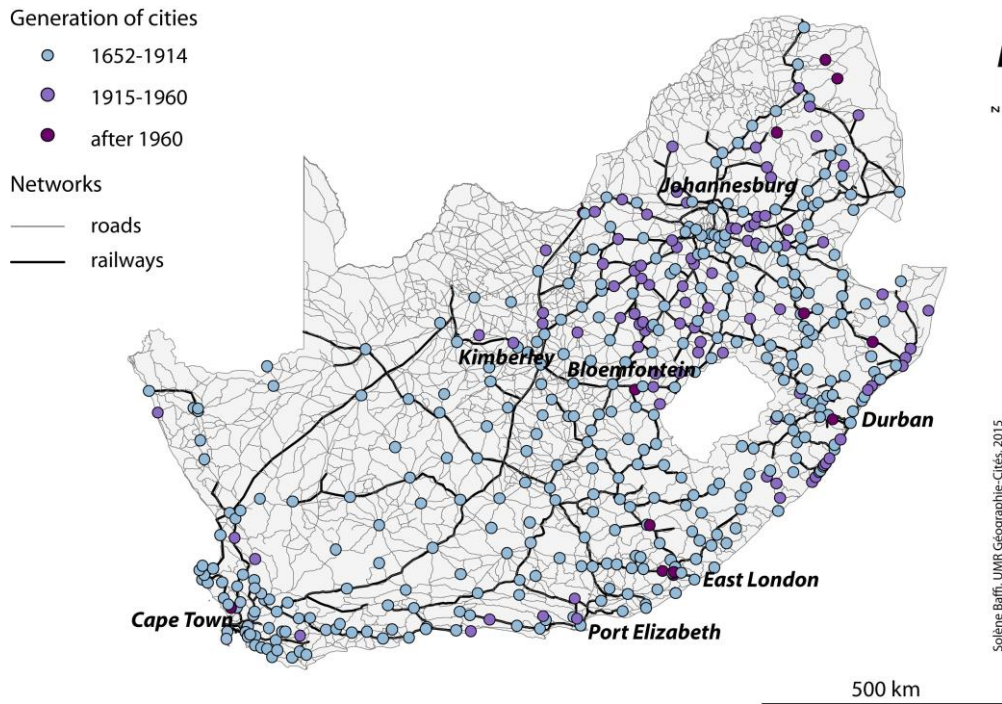 Generation of cities
1652-1914
1915-1960
after 1960
Networks
roads
railways
z
Johannesburg
Kimberley
Bloemfontein
Durban
East London
Cape Town
Port Elizabeth
500 km
Solène Baffi, UMR Géographie-Cités, 2015